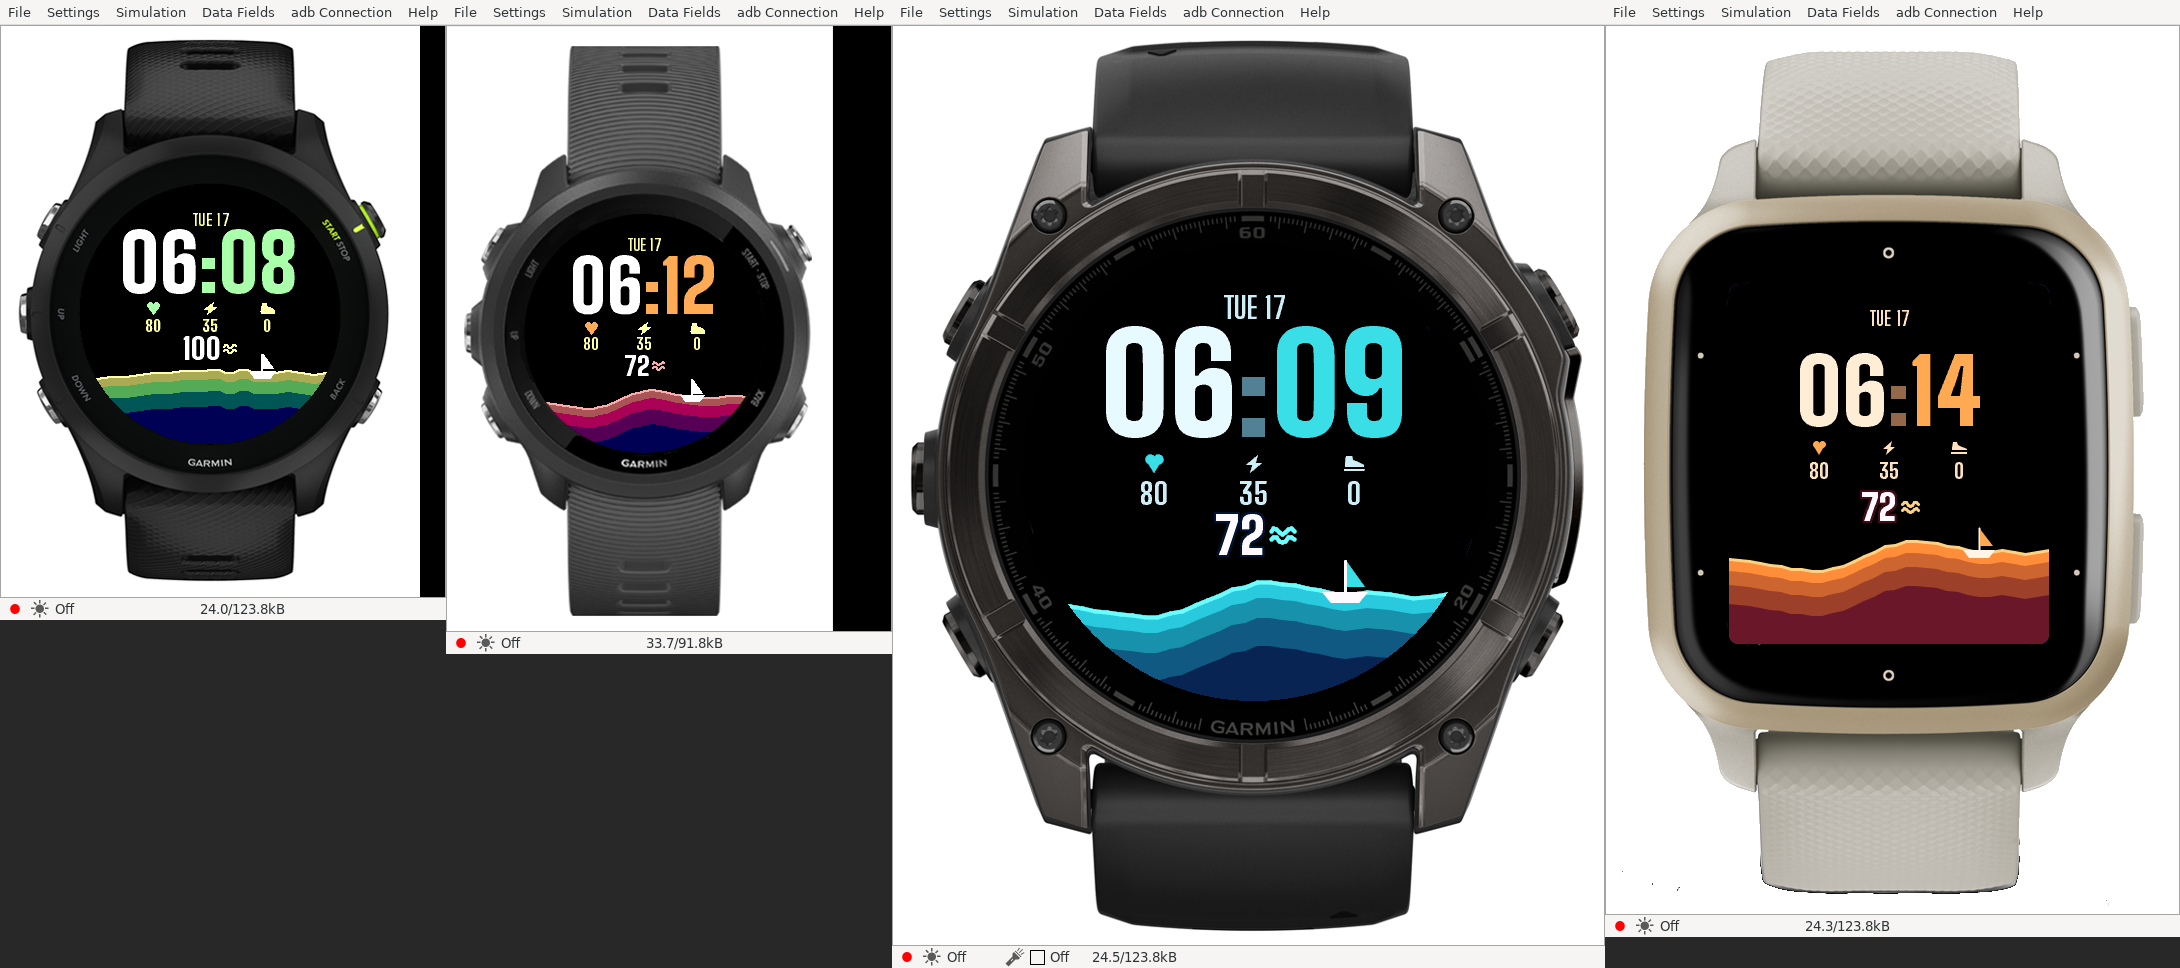 File Settings Simulation Data Fields adb Connection Help
TUE 17
06:08
80 35 0
100
LIGHT
UP
DOWN
START STOP
BACK
GARMIN
Off 24.0/123.8kB
File Settings Simulation Data Fields adb Connection Help
TUE 17
06:12
80 35 0
72
LIGHT
UP
DOWN
START · STOP
BACK
GARMIN
Off 33.7/91.8kB
File Settings Simulation Data Fields adb Connection Help
60
50
40
20
TUE 17
06:09
80 35 0
72
GARMIN
Off Off 24.5/123.8kB
File Settings Simulation Data Fields adb Connection Help
TUE 17
06:14
80 35 0
72
Off 24.3/123.8kB